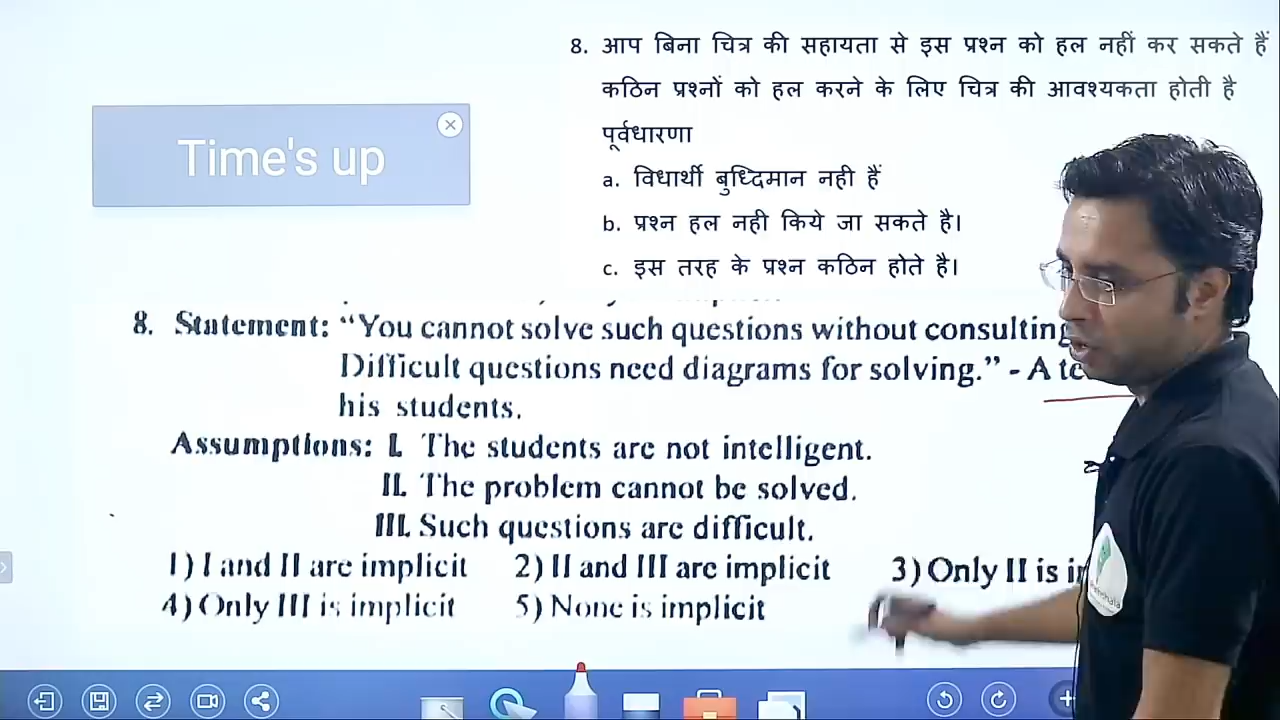 8. आप बिना चित्र की सहायता से इस प्रश्न को हल नहीं कर सकते हैं
कठिन प्रश्नों को हल करने के लिए चित्र की आवश्यकता होती है
पूर्वधारणा
a. विधार्थी बुध्दिमान नही हैं
b. प्रश्न हल नही किये जा सकते है।
c. इस तरह के प्रश्न कठिन होते है।
Time's up
8. Statement: “You cannot solve such questions without consulting
Difficult questions need diagrams for solving.” - A
his students.
Assumptions: I. The students are not intelligent.
II. The problem cannot be solved.
III. Such questions are difficult.
1) I and II are implicit 2) II and III are implicit 3) Only II is
4) Only III is implicit 5) None is implicit